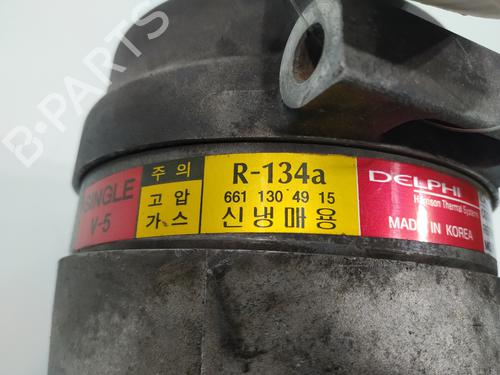 B-PARTS
SINGLE
V-5
주의
고압
가스
R-134a
661 130 49 15
신냉매용
DELPHI
Harrison Thermal Systems
MADE IN KOREA